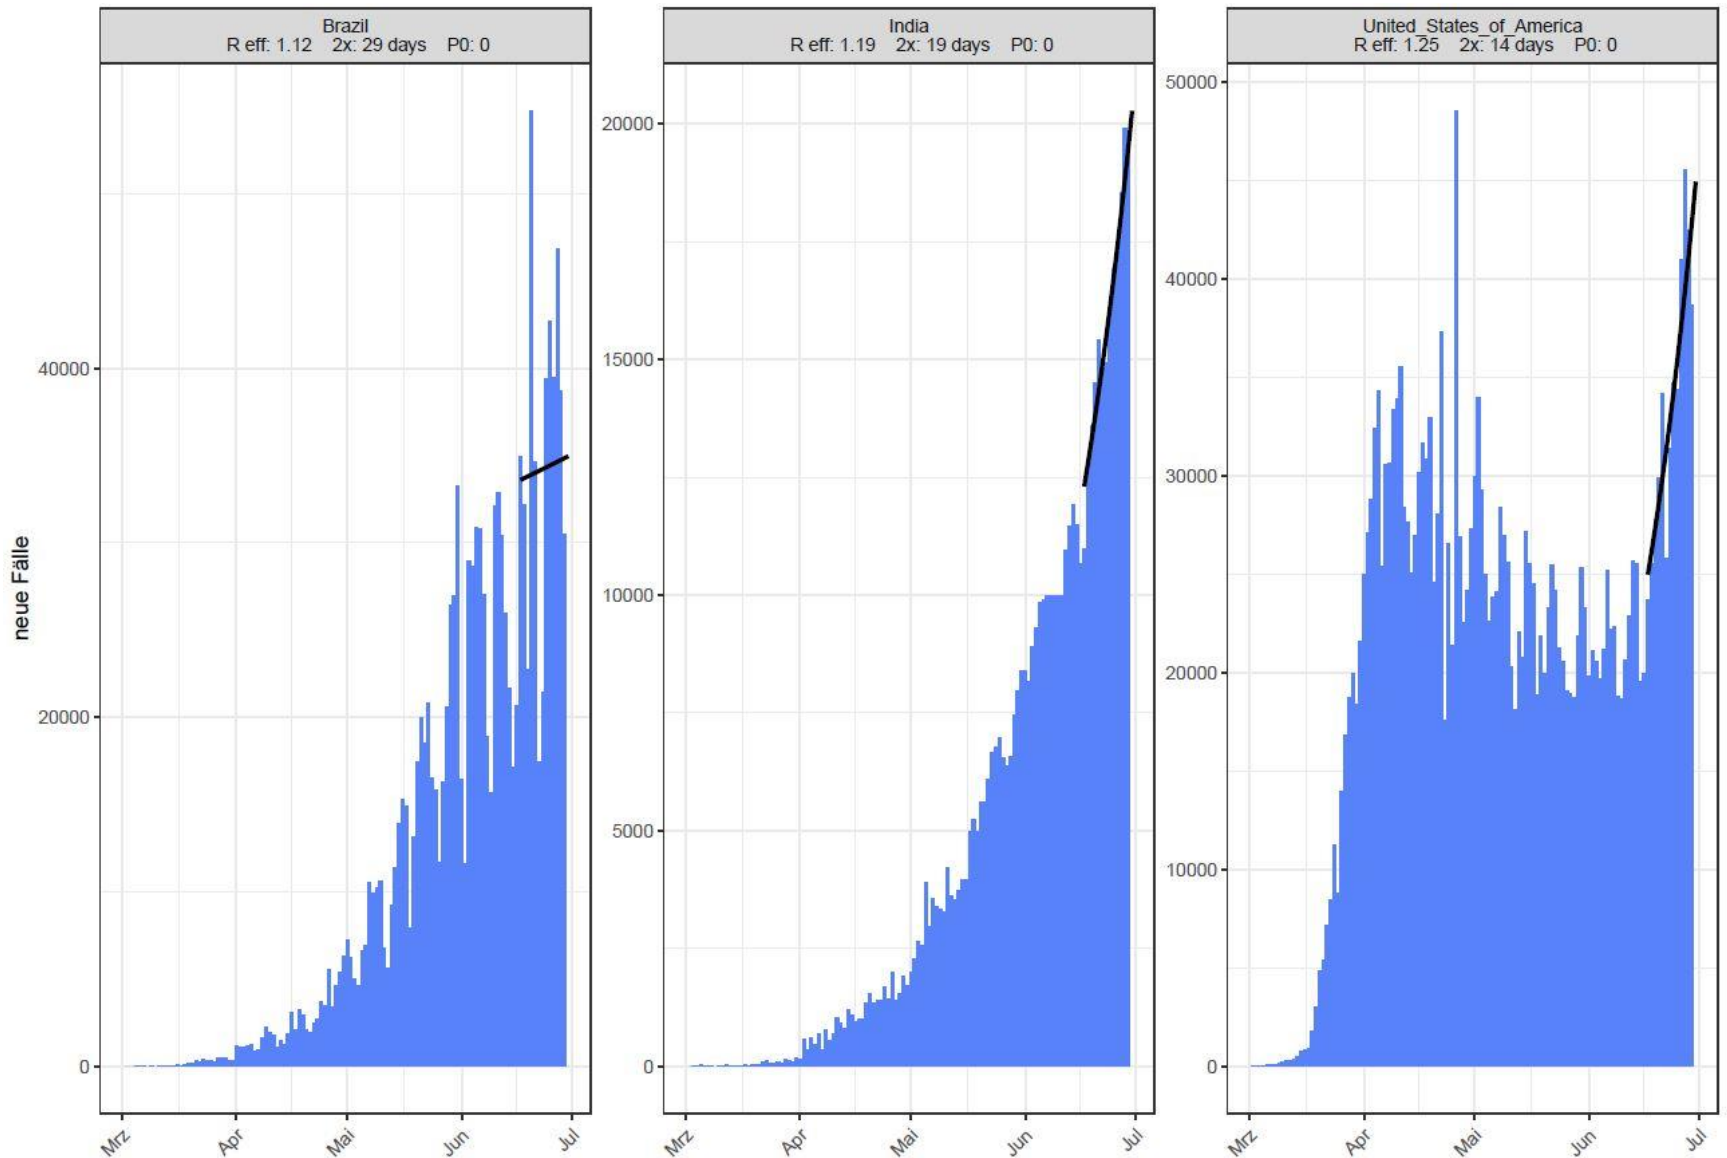 Brazil
R eff: 1.12 2x: 29 days P0: 0
India
R eff: 1.19 2x: 19 days P0: 0
United_States_of_America
R eff: 1.25 2x: 14 days P0: 0
neue Fälle
40000
20000
0
Mrz Apr Mai Jun Jul
20000
15000
10000
5000
0
Mrz Apr Mai Jun Jul
50000
40000
30000
20000
10000
0
Mrz Apr Mai Jun Jul